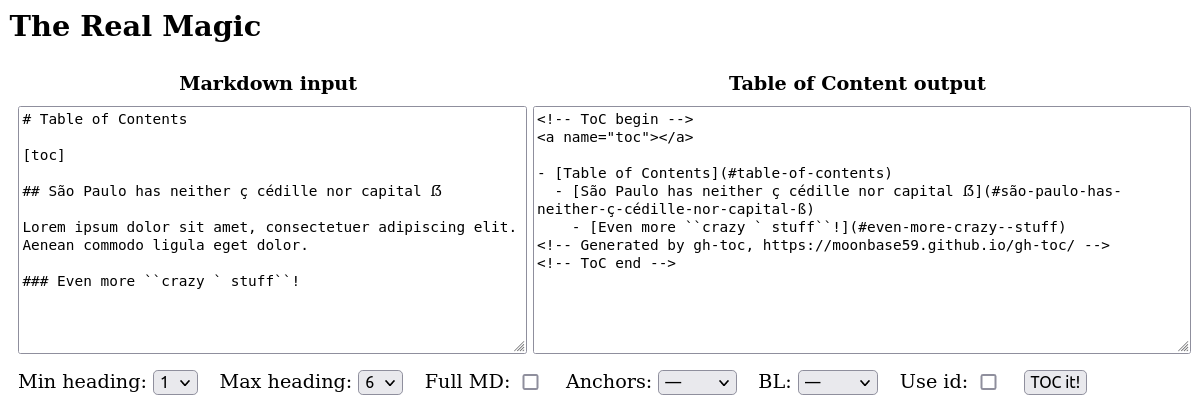 The Real Magic
Markdown input
# Table of Contents
[toc]
## São Paulo has neither ç cédille nor capital ẞ
Lorem ipsum dolor sit amet, consectetuer adipiscing elit.
Aenean commodo ligula eget dolor.
### Even more ``crazy ` stuff``!
Table of Content output
<!-- ToC begin -->
<a name="toc"></a>
- [Table of Contents](#table-of-contents)
  - [São Paulo has neither ç cédille nor capital ẞ](#são-paulo-has-
neither-ç-cédille-nor-capital-ß)
    - [Even more ``crazy ` stuff``!](#even-more-crazy--stuff)
<!-- Generated by gh-toc, https://moonbase59.github.io/gh-toc/ -->
<!-- ToC end -->
Min heading: 1 Max heading: 6 Full MD: Anchors: — BL: — Use id: TOC it!